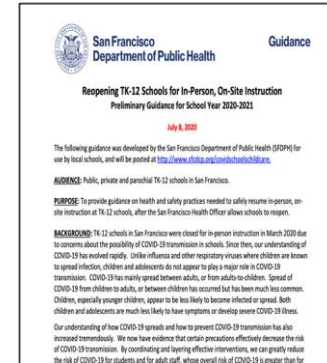 San Francisco
Department of Public Health
Guidance
Reopening TK-12 Schools for In-Person, On-Site Instruction
Preliminary Guidance for School Year 2020-2021
July 8, 2020
The following guidance was developed by the San Francisco Department of Public Health (SFDPH) for
use by local schools, and will be posted at http://www.sfcdcp.org/covidschoolschildcare.
AUDIENCE: Public, private and parochial TK-12 schools in San Francisco.
PURPOSE: To provide guidance on health and safety practices needed to safely resume in-person, on-
site instruction at TK-12 schools, after the San Francisco Health Officer allows schools to reopen.
BACKGROUND: TK-12 schools in San Francisco were closed for in-person instruction in March 2020 due
to concerns about the possibility of COVID-19 transmission in schools. Since then, our understanding of
COVID-19 has evolved rapidly. Unlike influenza and other respiratory viruses where children are known
to spread infection, children and adolescents do not appear to play a major role in COVID-19
transmission. COVID-19 has mainly spread between adults, or from adults-to-children. Spread of
COVID-19 from children to adults, or between children has occurred but has been much less common.
Children, especially younger children, appear to be less likely to become infected or spread. Both
children and adolescents are much less likely to have symptoms or develop severe COVID-19 illness.
Our understanding of how COVID-19 spreads and how to prevent COVID-19 transmission has also
increased tremendously. We now have evidence that certain precautions effectively decrease the risk
of COVID-19 transmission. By coordinating and layering effective interventions, we can greatly reduce
the risk of COVID-19 for students and for adult staff, whose overall risk of COVID-19 is greater than for